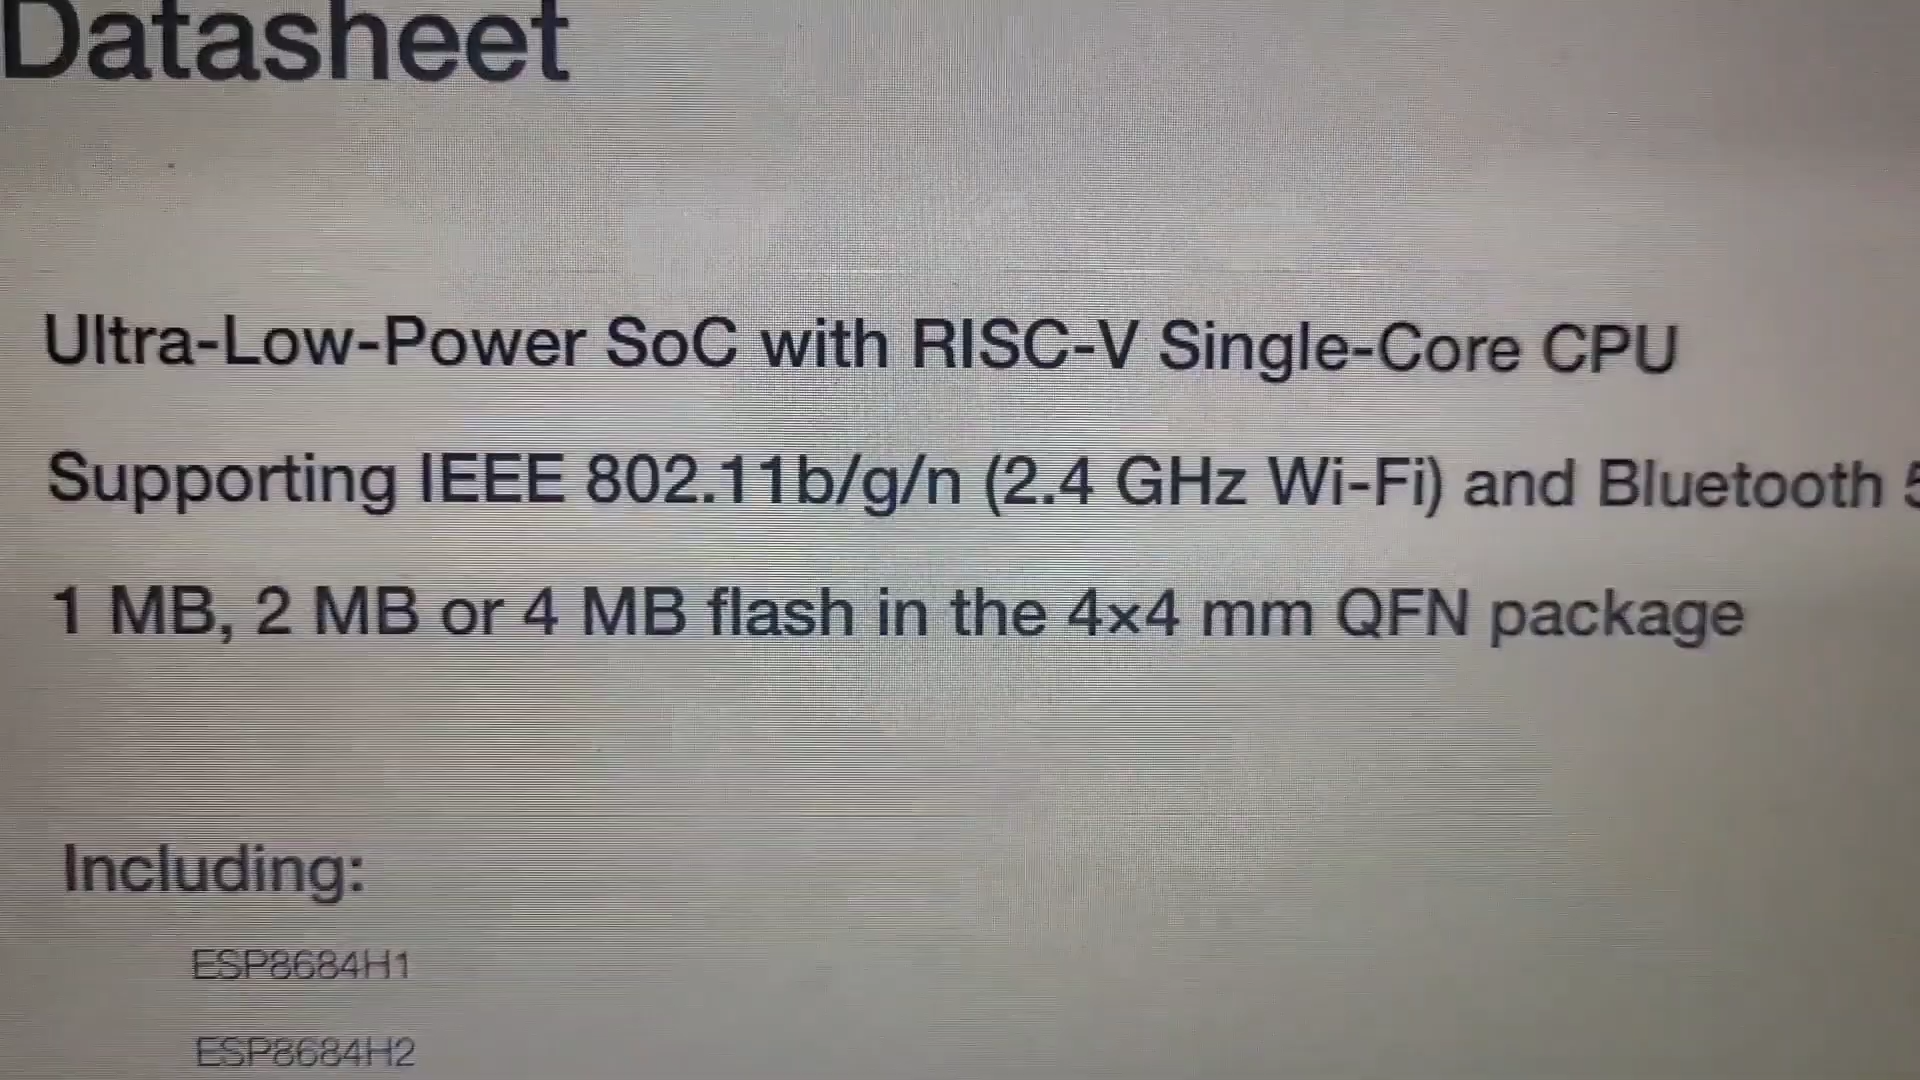 Datasheet
Ultra-Low-Power SoC with RISC-V Single-Core CPU
Supporting IEEE 802.11b/g/n (2.4 GHz Wi-Fi) and Bluetooth 5
1 MB, 2 MB or 4 MB flash in the 4×4 mm QFN package
Including:
ESP8684H1
ESP8684H2